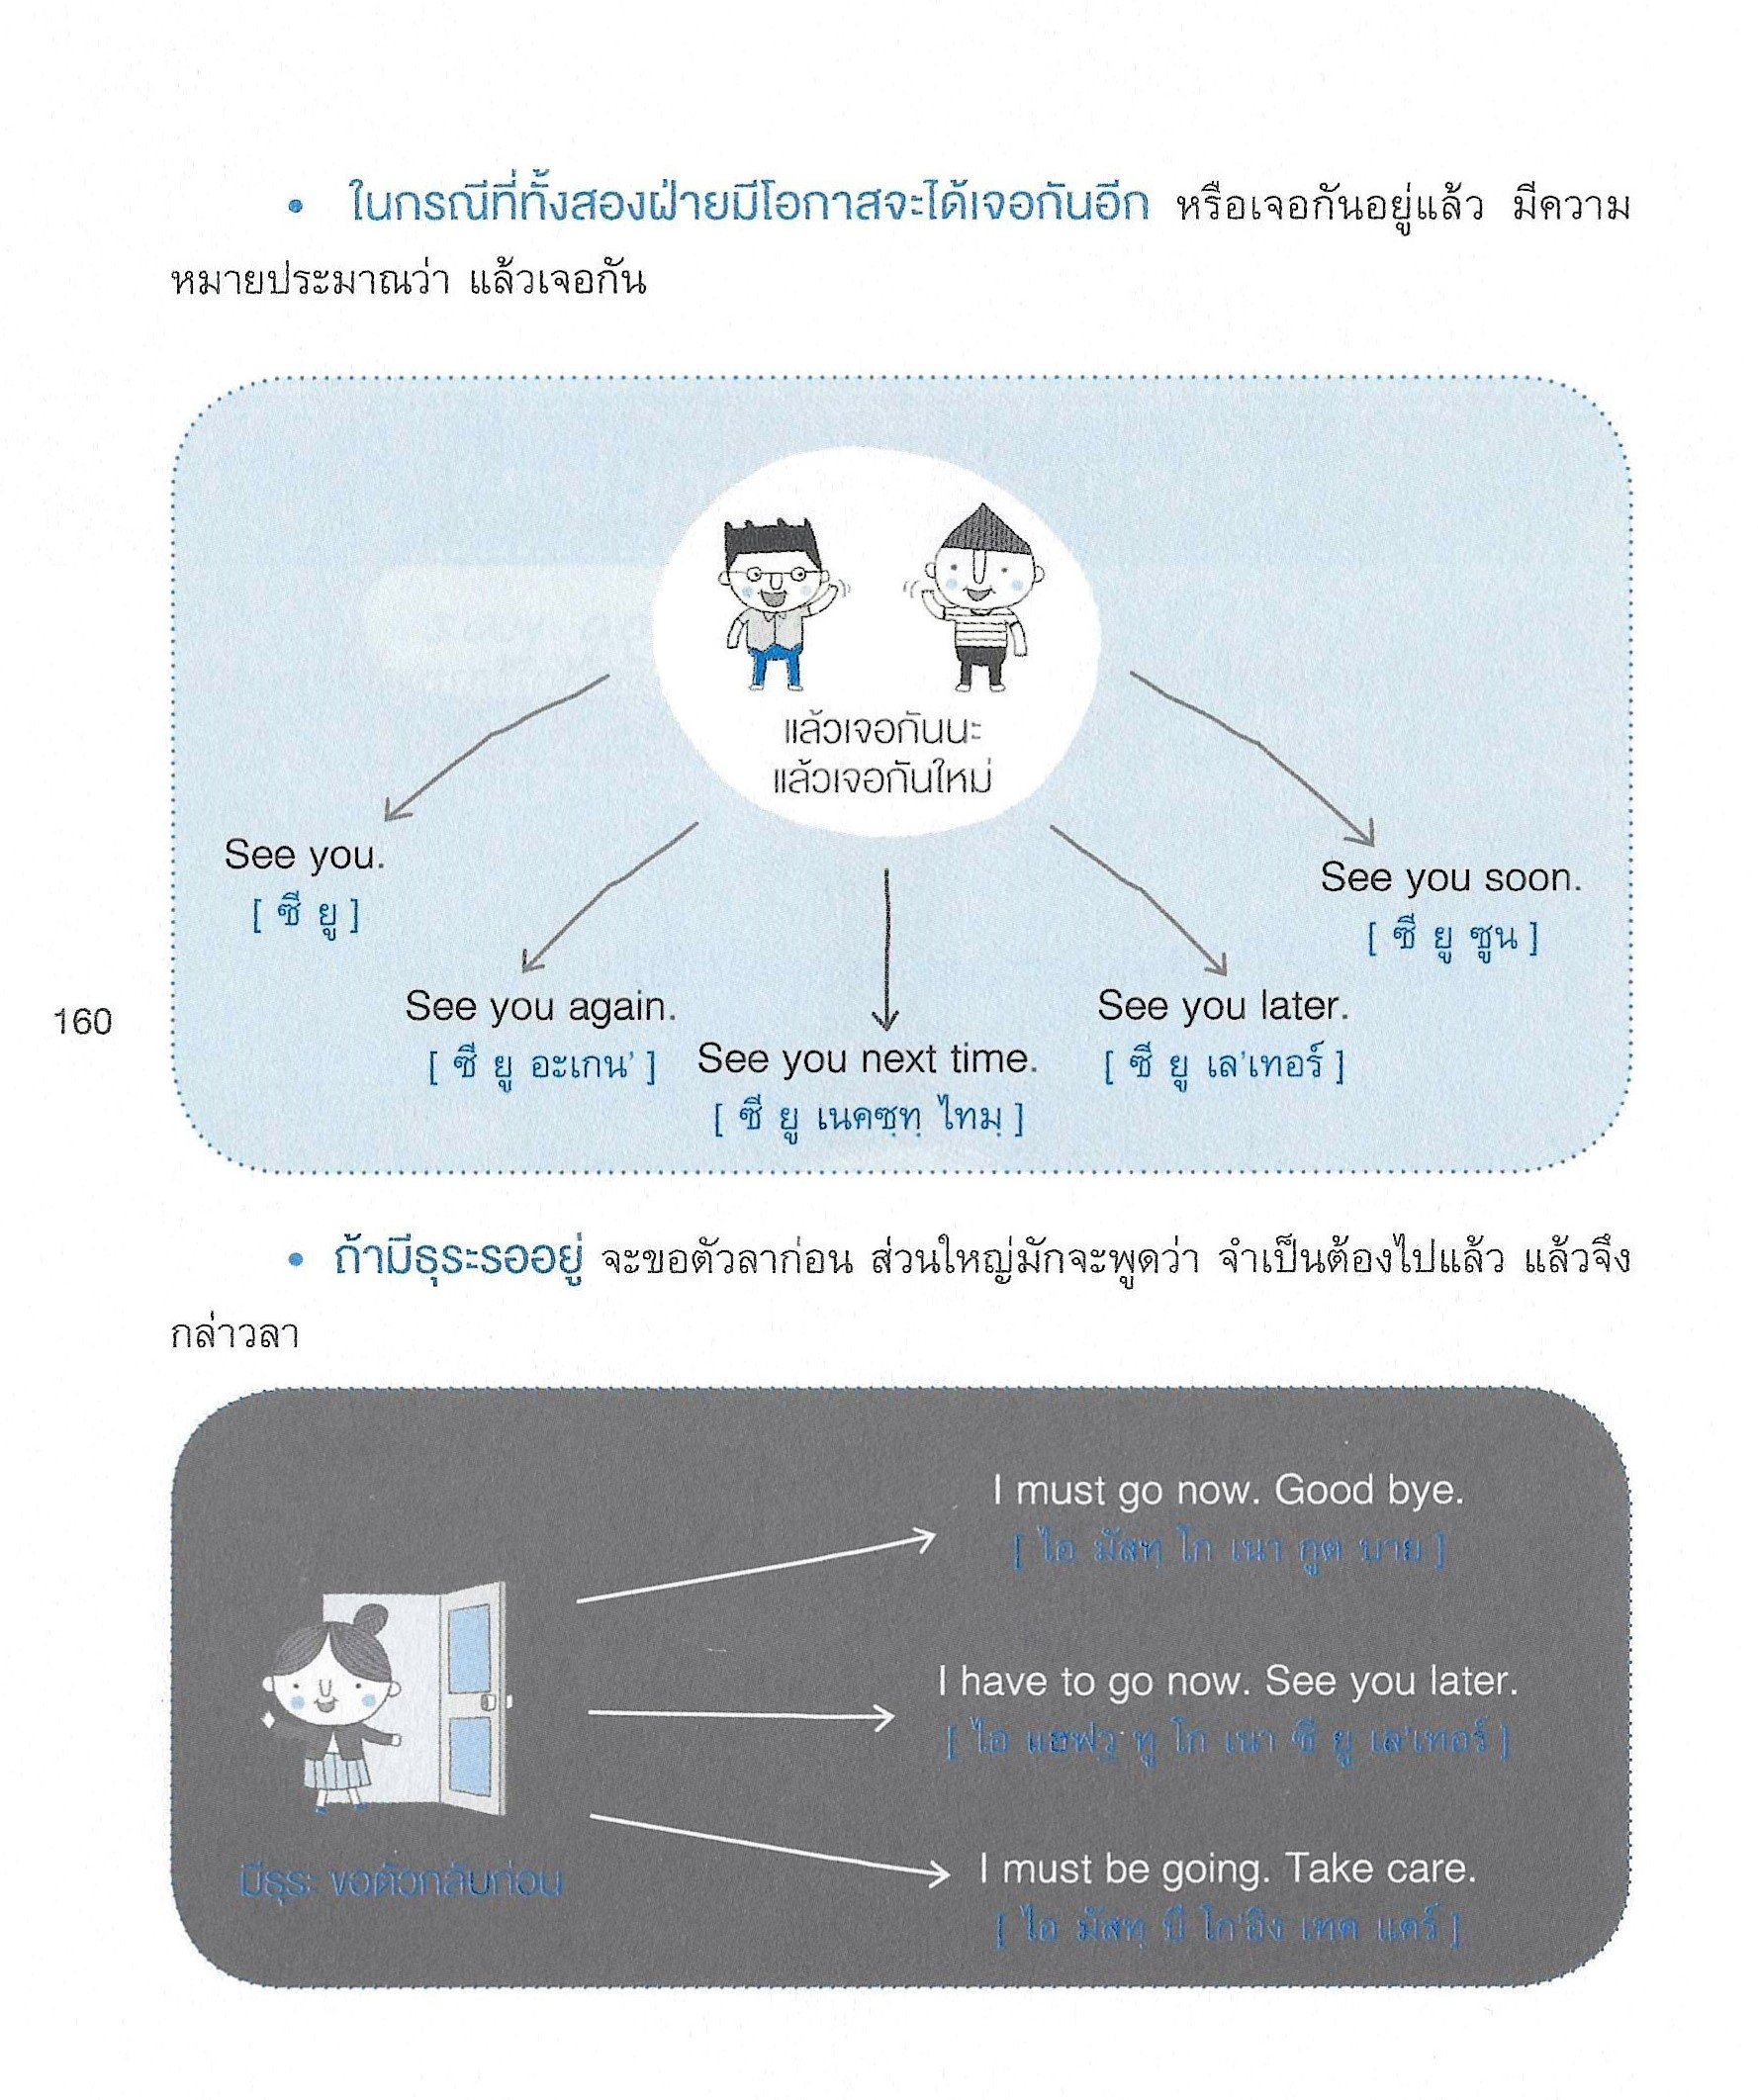 • ในกรณีที่ทั้งสองฝ่ายมีโอกาสจะได้เจอกันอีก หรือเจอกันอยู่แล้ว มีความ
หมายประมาณว่า แล้วเจอกัน
แล้วเจอกันนะ
แล้วเจอกันใหม่
See you.
[ ซี ยู ]
See you again.
[ ซี ยู อะเกน' ]
See you next time.
[ ซี ยู เนคซฺทฺ ไทมฺ ]
See you later.
[ ซี ยู เล'เทอร์ ]
See you soon.
[ ซี ยู ซูน ]
160
• ถ้ามีธุระรออยู่ จะขอตัวลาก่อน ส่วนใหญ่มักจะพูดว่า จำเป็นต้องไปแล้ว แล้วจึง
กล่าวลา
มีธุระ ขอตัวกลับก่อน
I must go now. Good bye.
[ ไอ มัสทฺ โก เนา กูด บาย ]
I have to go now. See you later.
[ ไอ แฮฟวฺ ทู โก เนา ซี ยู เล'เทอร์ ]
I must be going. Take care.
[ ไอ มัสทฺ บี โก'อิง เทค แคร์ ]